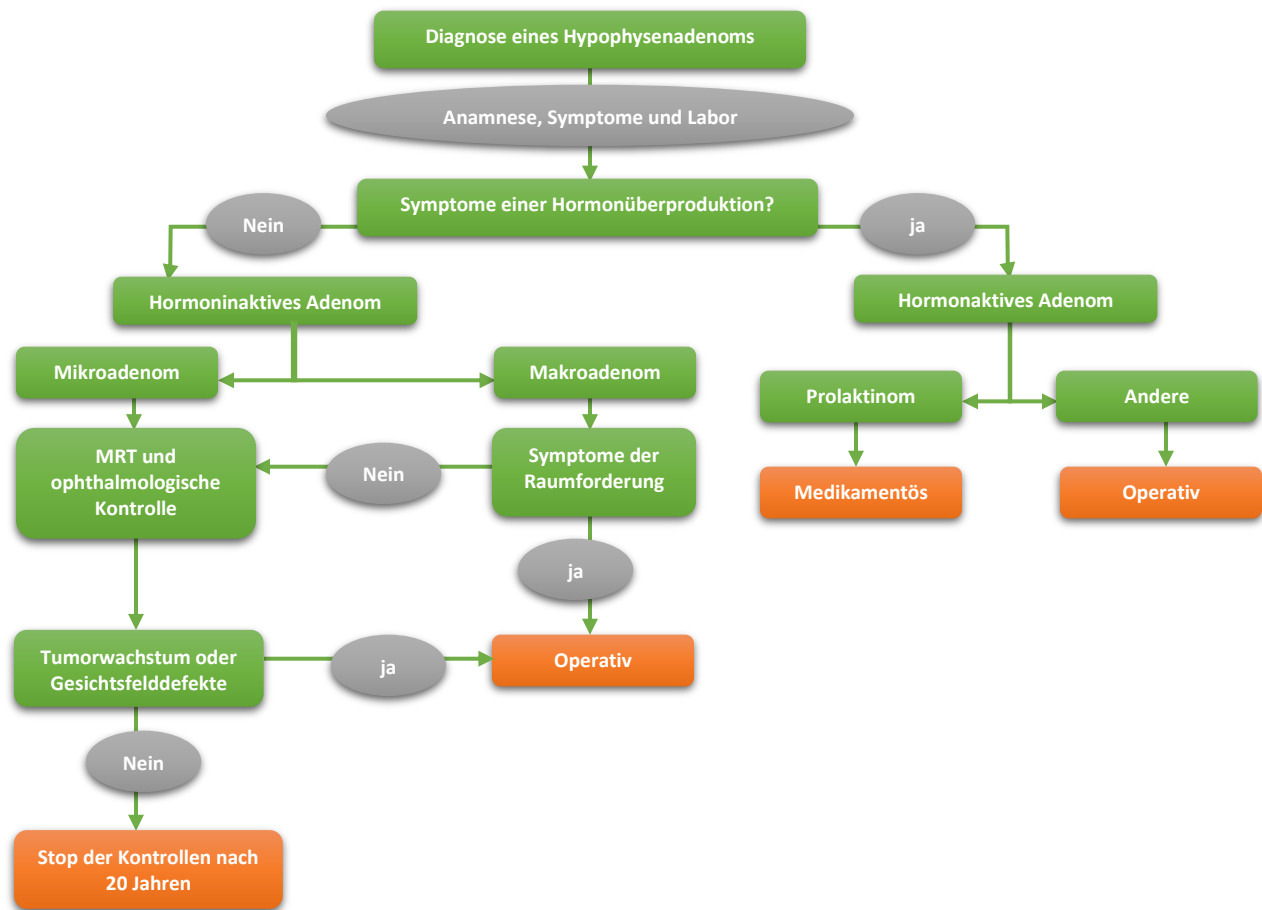 Diagnose eines Hypophysenadenoms
Anamnese, Symptome und Labor
Symptome einer Hormonüberproduktion?
Nein
ja
Hormoninaktives Adenom
Hormonaktives Adenom
Mikroadenom
Makroadenom
Prolaktinom
Andere
MRT und
ophthalmologische
Kontrolle
Nein
Symptome der
Raumforderung
Medikamentös
Operativ
ja
Tumorwachstum oder
Gesichtsfelddefekte
ja
Operativ
Nein
Stop der Kontrollen nach
20 Jahren